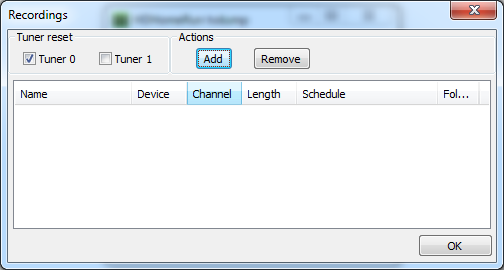 Recordings
Tuner reset
Actions
Tuner 0
Tuner 1
Add
Remove
Name Device Channel Length Schedule Fol...
OK